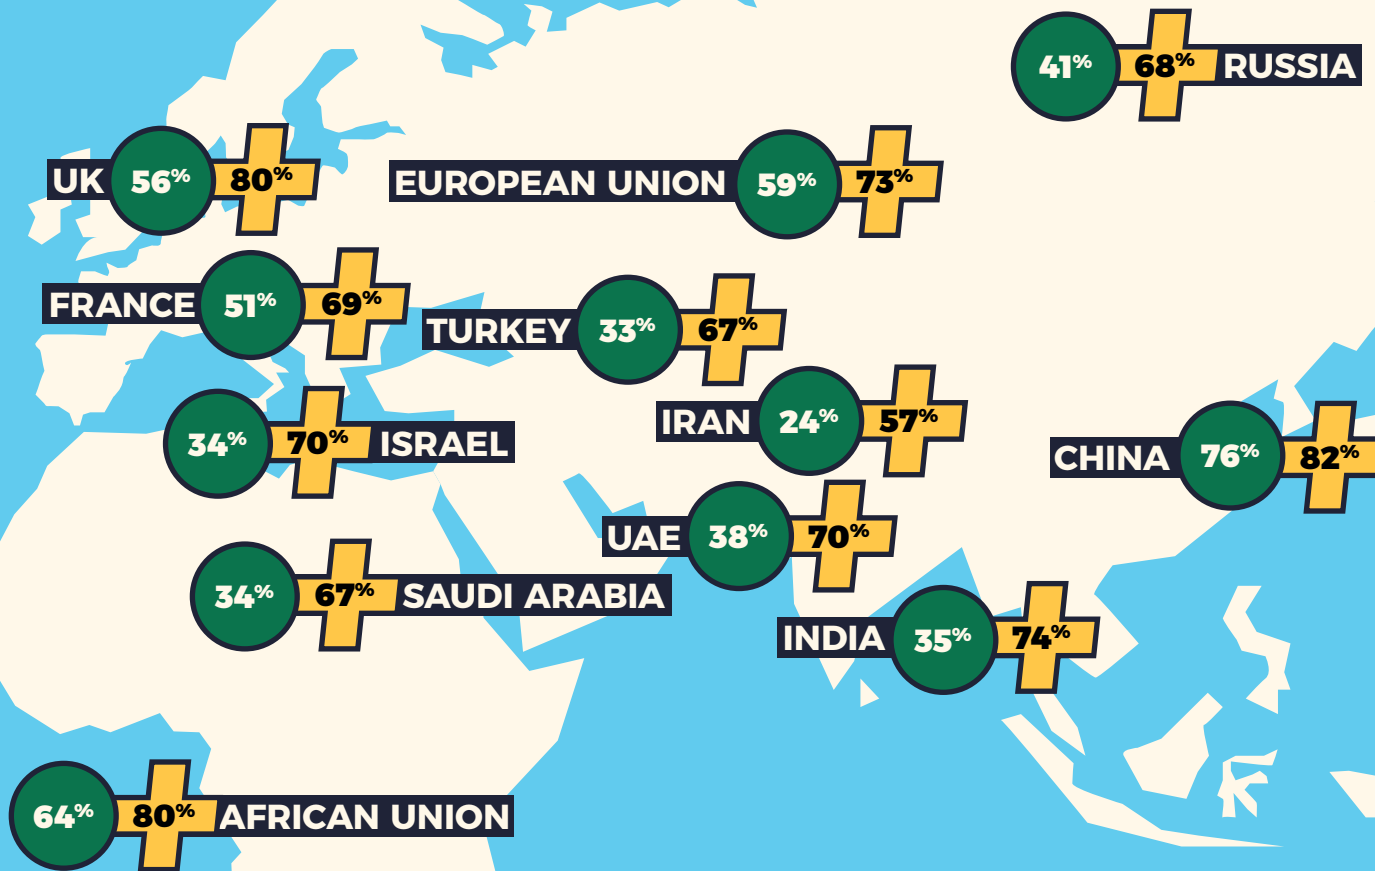 41% 68% RUSSIA
UK 56% 80%
EUROPEAN UNION 59% 73%
FRANCE 51% 69%
TURKEY 33% 67%
IRAN 24% 57%
34% 70% ISRAEL
CHINA 76% 82%
UAE 38% 70%
34% 67% SAUDI ARABIA
INDIA 35% 74%
64% 80% AFRICAN UNION